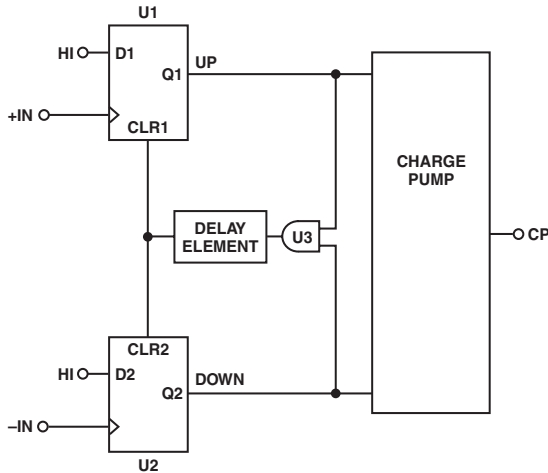 U1
HI
D1
Q1
UP
+IN
CLR1
CHARGE
PUMP
DELAY
ELEMENT
U3
CP
CLR2
HI
D2
Q2
DOWN
–IN
U2